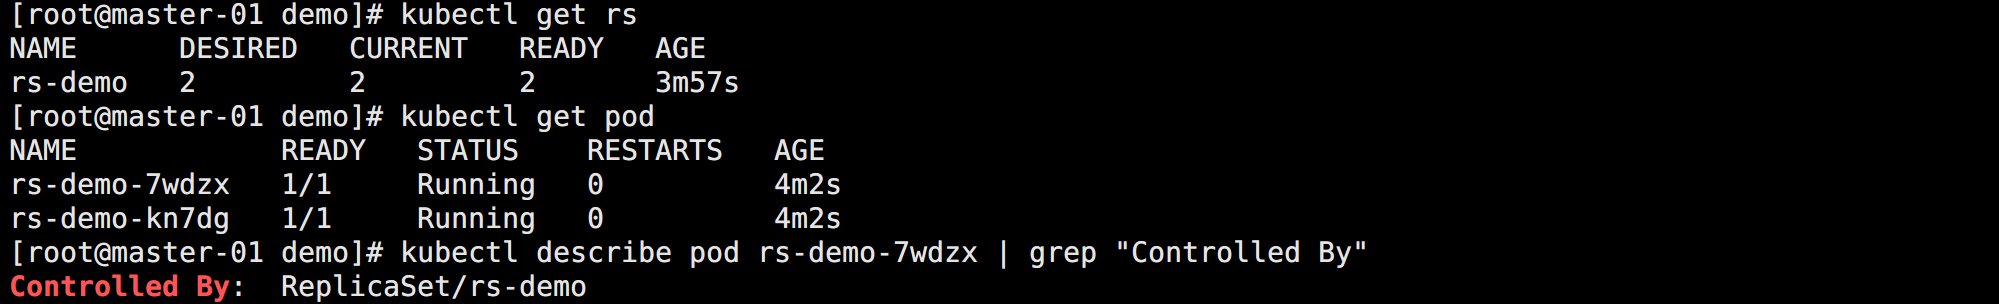 [root@master-01 demo]# kubectl get rs
NAME      DESIRED   CURRENT   READY   AGE
rs-demo   2         2         2       3m57s
[root@master-01 demo]# kubectl get pod
NAME            READY   STATUS    RESTARTS   AGE
rs-demo-7wdzx   1/1     Running   0          4m2s
rs-demo-kn7dg   1/1     Running   0          4m2s
[root@master-01 demo]# kubectl describe pod rs-demo-7wdzx | grep "Controlled By"
Controlled By:  ReplicaSet/rs-demo